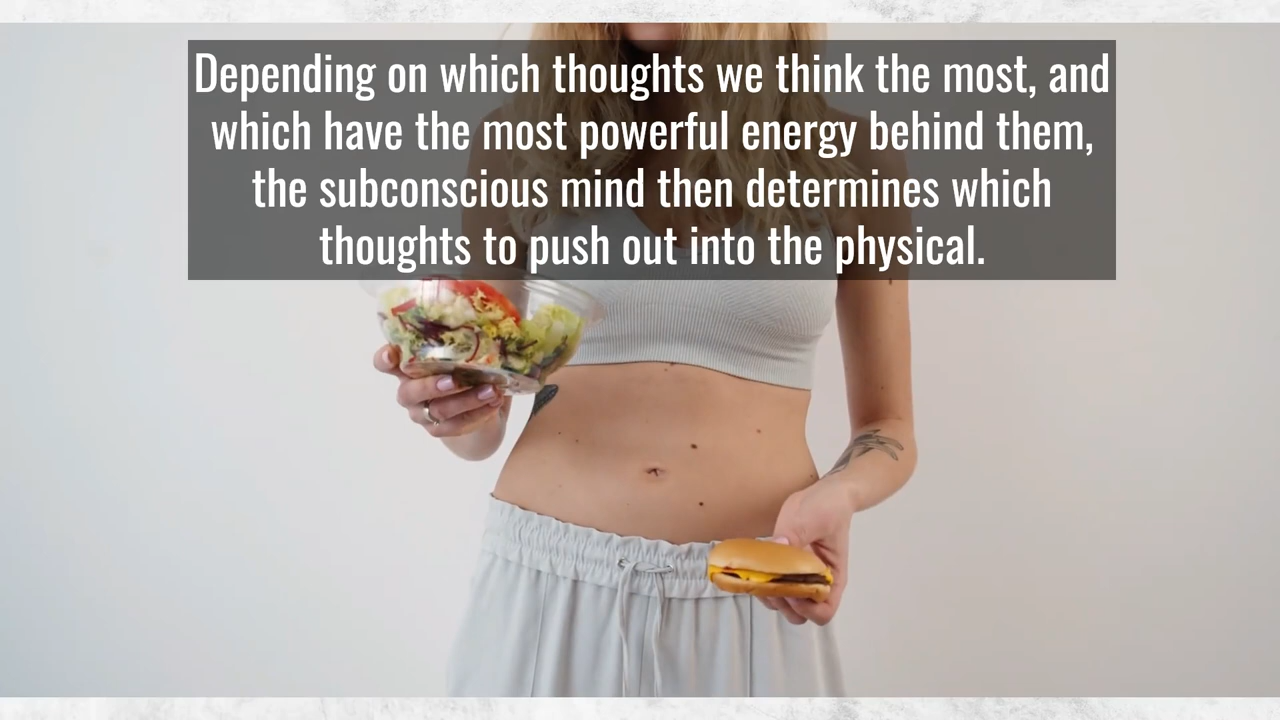 Depending on which thoughts we think the most, and
which have the most powerful energy behind them,
the subconscious mind then determines which
thoughts to push out into the physical.